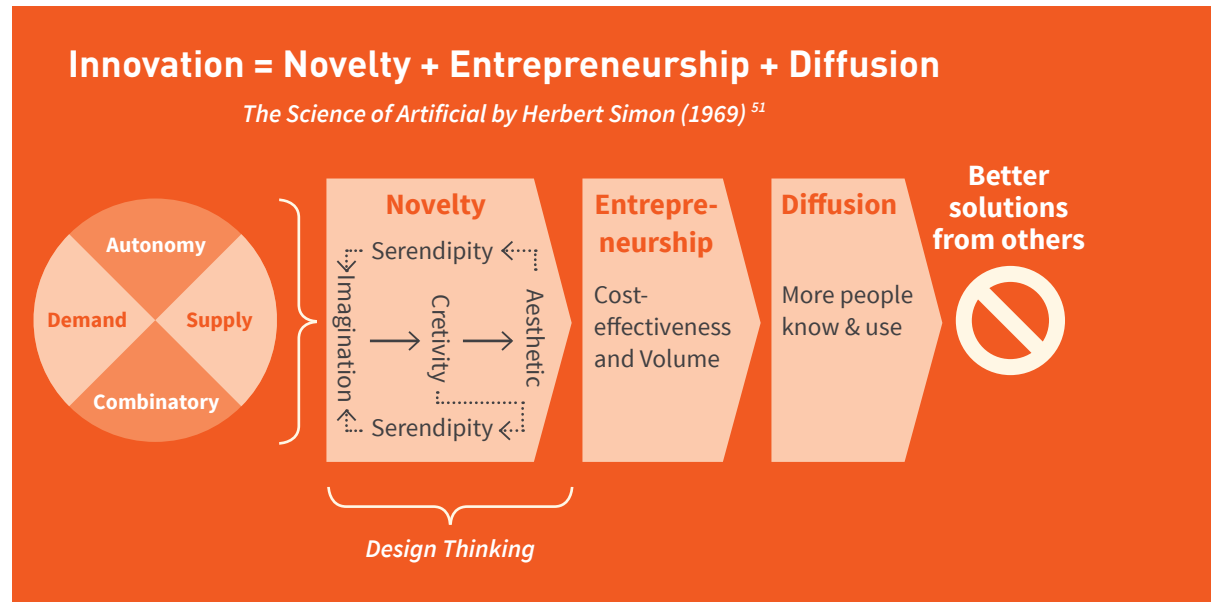 Innovation = Novelty + Entrepreneurship + Diffusion
The Science of Artificial by Herbert Simon (1969) 51
Autonomy
Demand
Supply
Combinatory
Novelty
Serendipity
Imagination
Cretivity
Aesthetic
Serendipity
Design Thinking
Entrepre-
neurship
Cost-
effectiveness
and Volume
Diffusion
More people
know & use
Better
solutions
from others